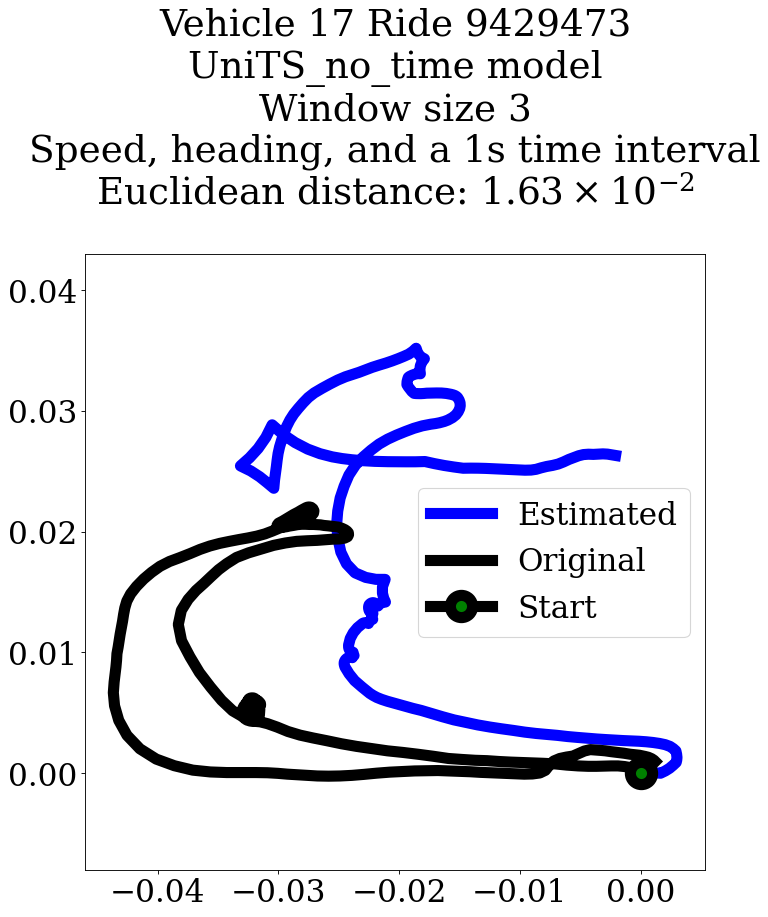 Vehicle 17 Ride 9429473
UniTS_no_time model
Window size 3
Speed, heading, and a 1s time interval
Euclidean distance: 1.63 × 10⁻²
0.04
0.03
0.02
0.01
0.00
Estimated
Original
Start
−0.04 −0.03 −0.02 −0.01 0.00